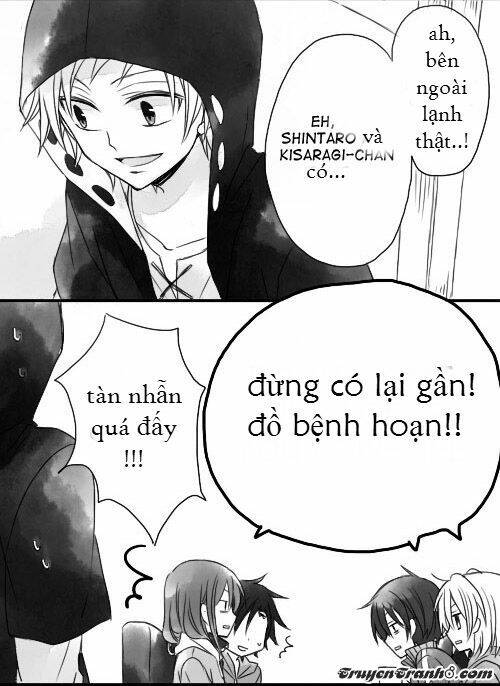 ah,
bên
ngoài
lạnh
thật..!
EH,
SHINTARO và
KISARAGI-CHAN
có...
đừng có lại gần!
đồ bệnh hoạn!!
tàn nhẫn
quá đấy
!!!
TruyenTranh8.com